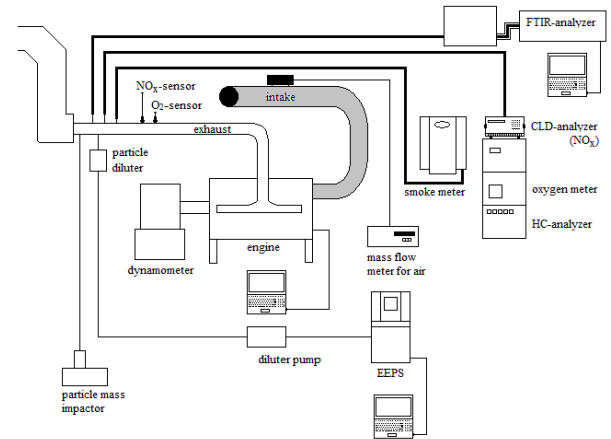 FTIR-analyzer
NOX-sensor
O2-sensor
intake
exhaust
CLD-analyzer
(NOX)
particle
diluter
smoke meter
oxygen meter
HC-analyzer
engine
dynamometer
mass flow
meter for air
diluter pump
EEPS
particle mass
impactor